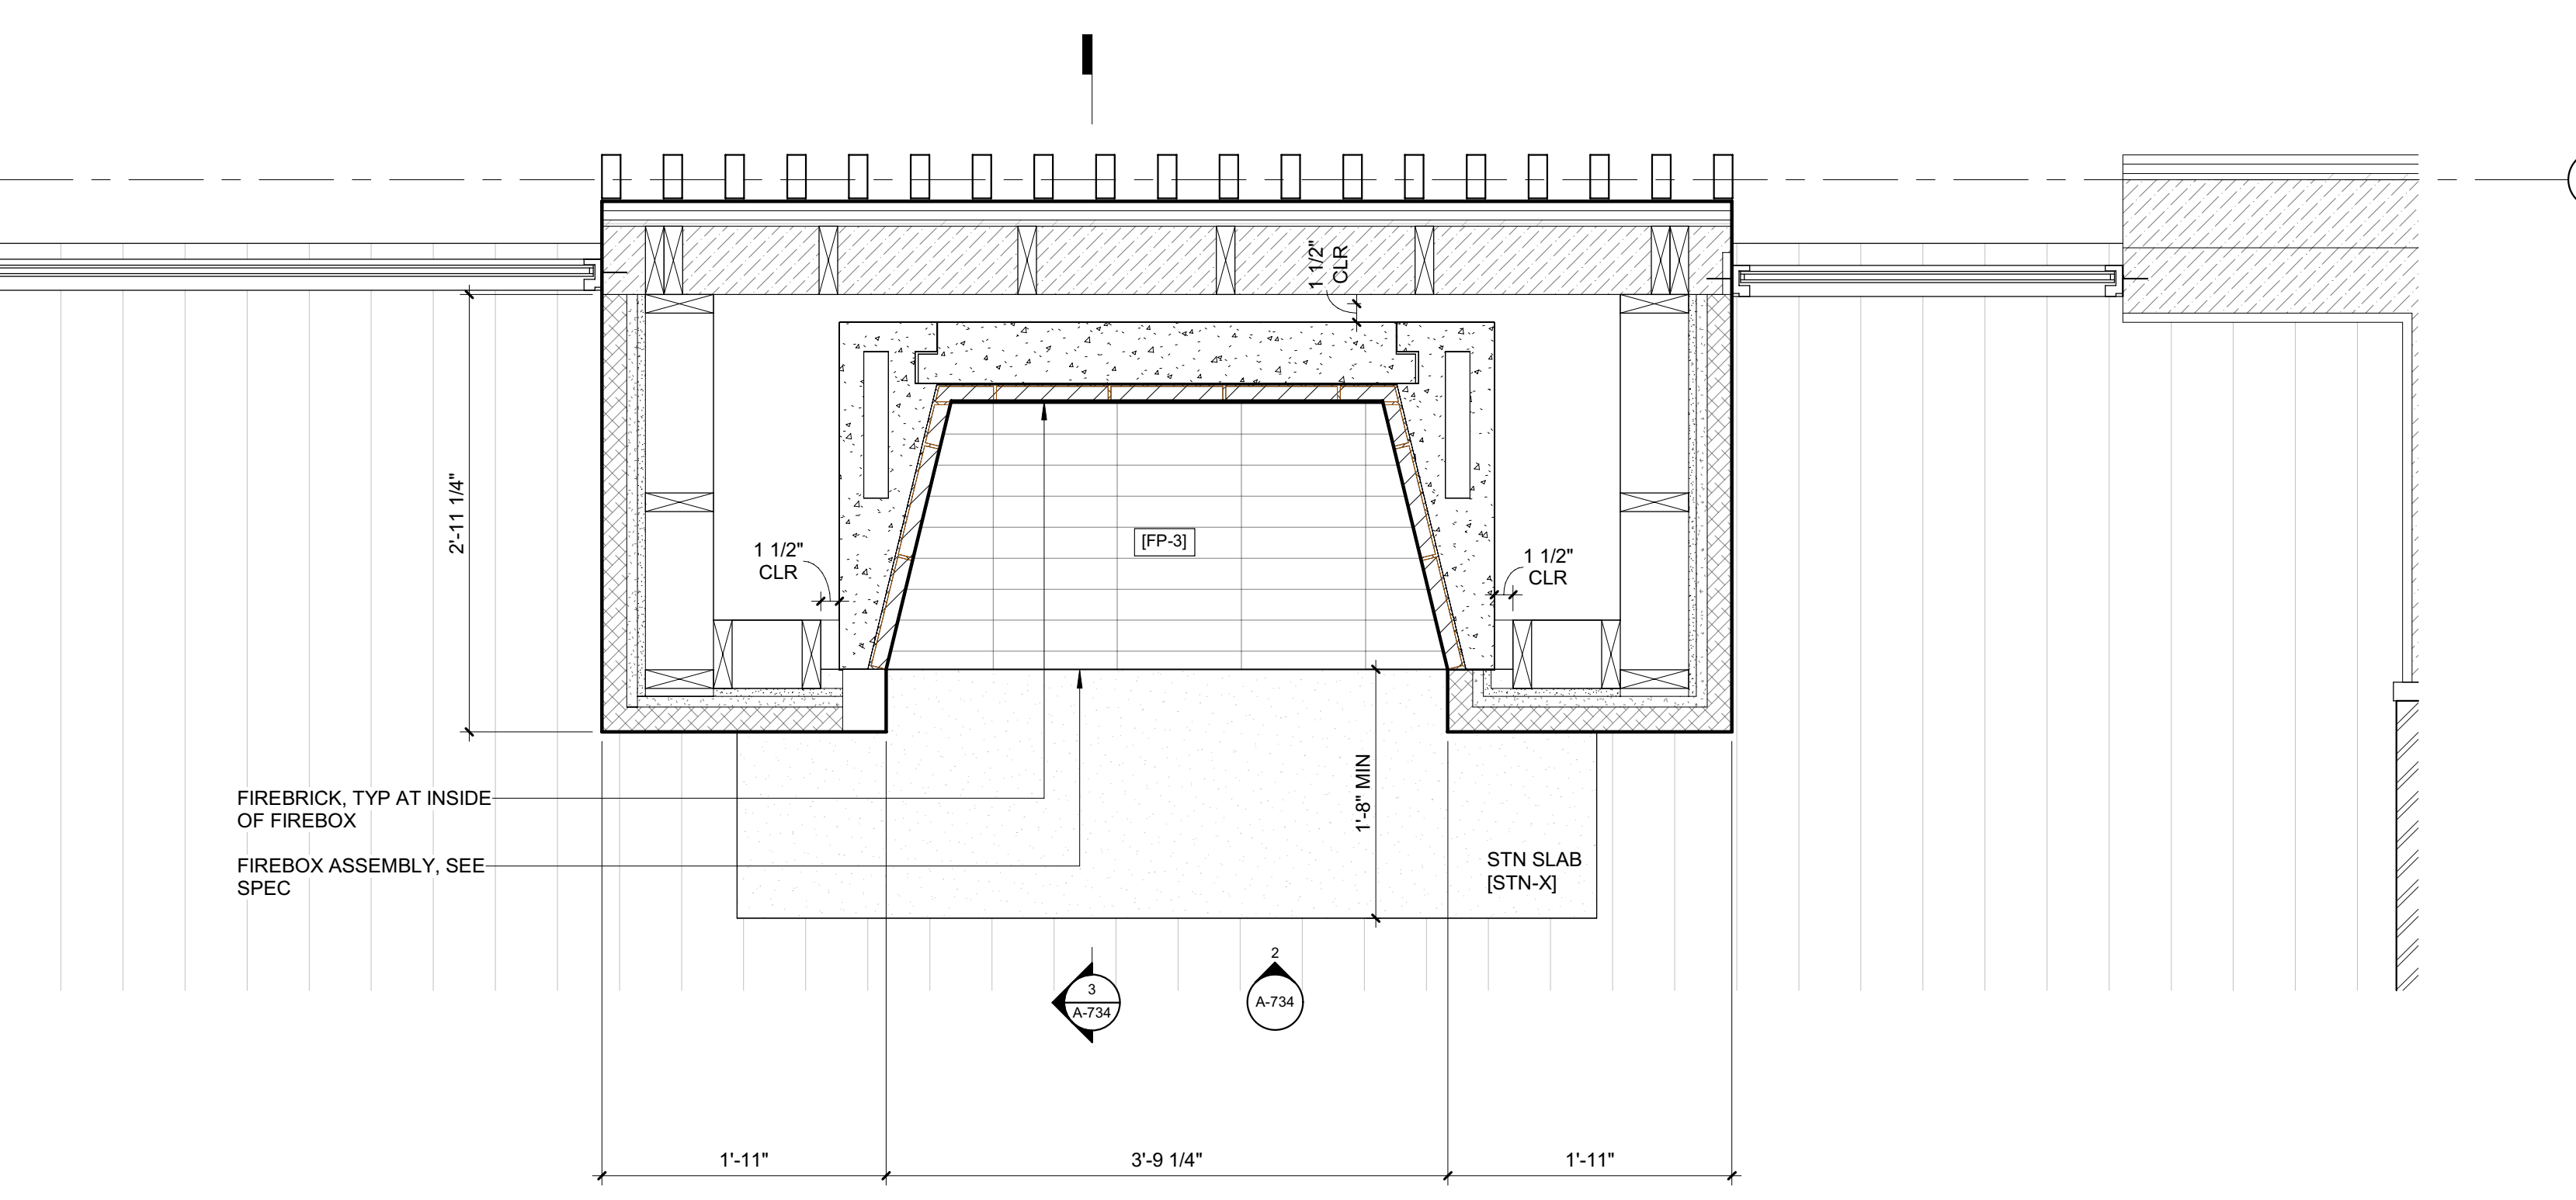 1 1/2"
CLR
2'-11 1/4"
[FP-3]
1 1/2"
CLR
1 1/2"
CLR
FIREBRICK, TYP AT INSIDE
OF FIREBOX
1'-8" MIN
FIREBOX ASSEMBLY, SEE
SPEC
STN SLAB
[STN-X]
3
A-734
2
A-734
1'-11"
3'-9 1/4"
1'-11"